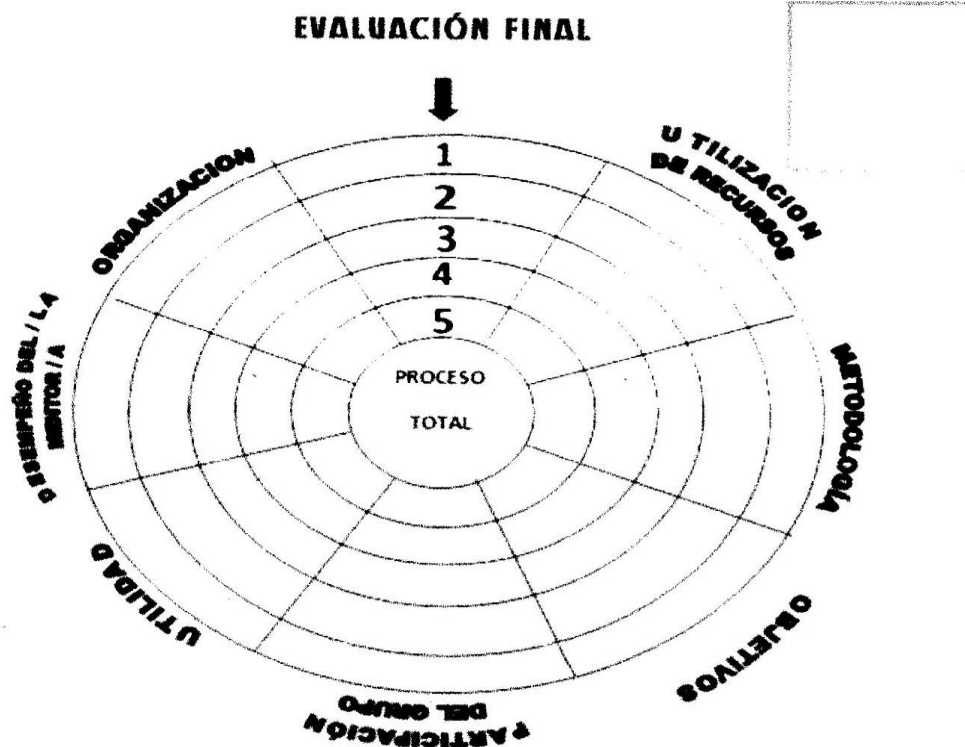 EVALUACIÓN FINAL
1
2
3
4
5
PROCESO
TOTAL
U TILIZACION
DE RECURSOS
METODOLOGÍA
OBJETIVOS
PARTICIPACIÓN
DEL GRUPO
UTILIDAD
DESEMPEÑO DEL / LA
MENTOR/A
ORGANIZACION